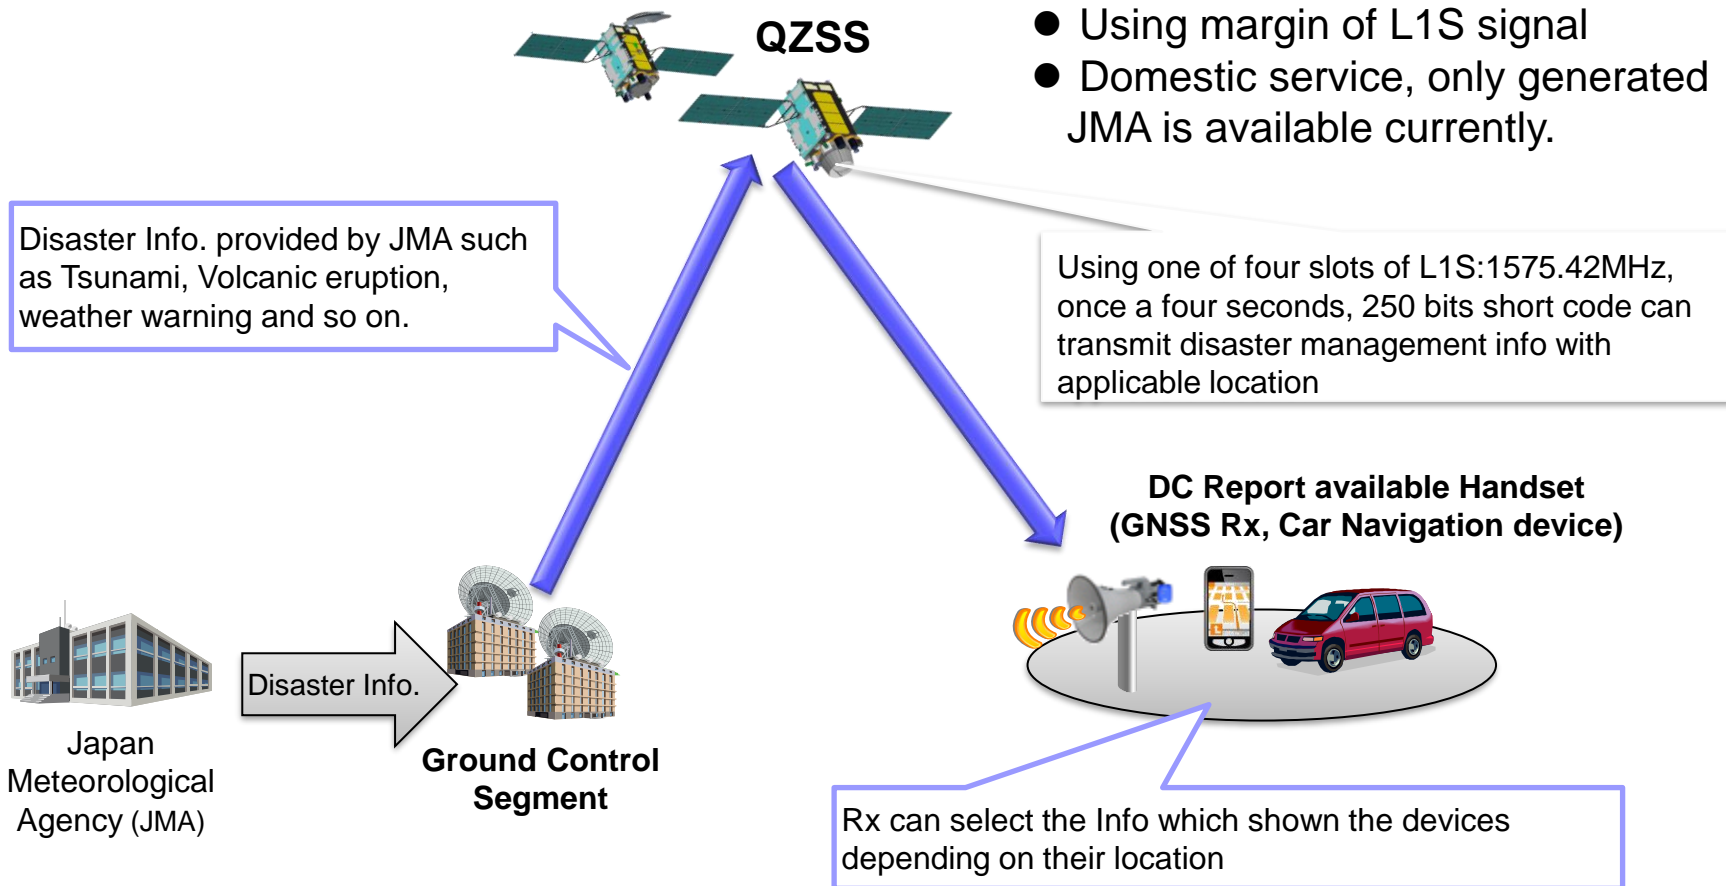 QZSS
● Using margin of L1S signal
● Domestic service, only generated
JMA is available currently.
Disaster Info. provided by JMA such
as Tsunami, Volcanic eruption,
weather warning and so on.
Using one of four slots of L1S:1575.42MHz,
once a four seconds, 250 bits short code can
transmit disaster management info with
applicable location
DC Report available Handset
(GNSS Rx, Car Navigation device)
Disaster Info.
Japan
Meteorological
Agency (JMA)
Ground Control
Segment
Rx can select the Info which shown the devices
depending on their location